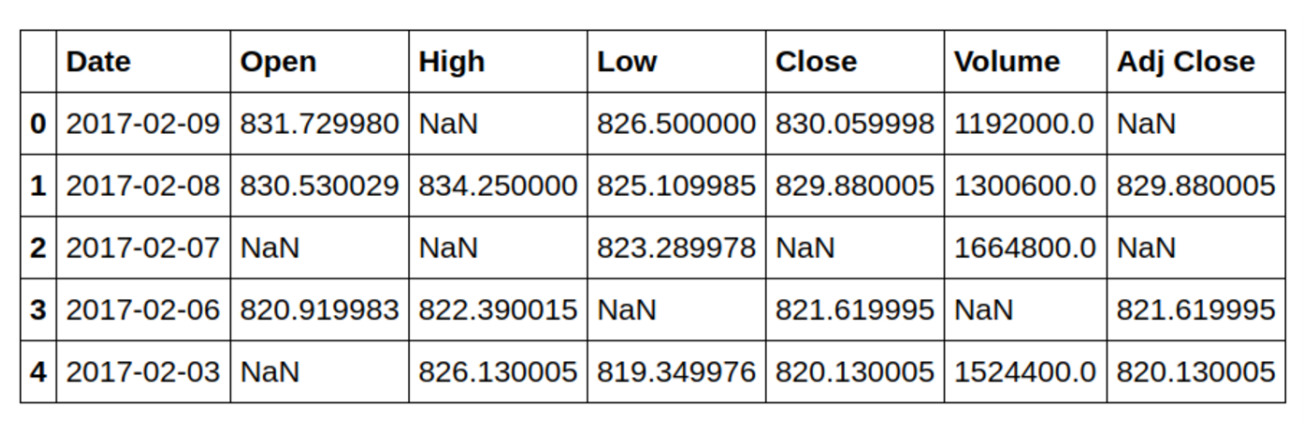 Date Open High Low Close Volume Adj Close
0 2017-02-09 831.729980 NaN 826.500000 830.059998 1192000.0 NaN
1 2017-02-08 830.530029 834.250000 825.109985 829.880005 1300600.0 829.880005
2 2017-02-07 NaN NaN 823.289978 NaN 1664800.0 NaN
3 2017-02-06 820.919983 822.390015 NaN 821.619995 NaN 821.619995
4 2017-02-03 NaN 826.130005 819.349976 820.130005 1524400.0 820.130005